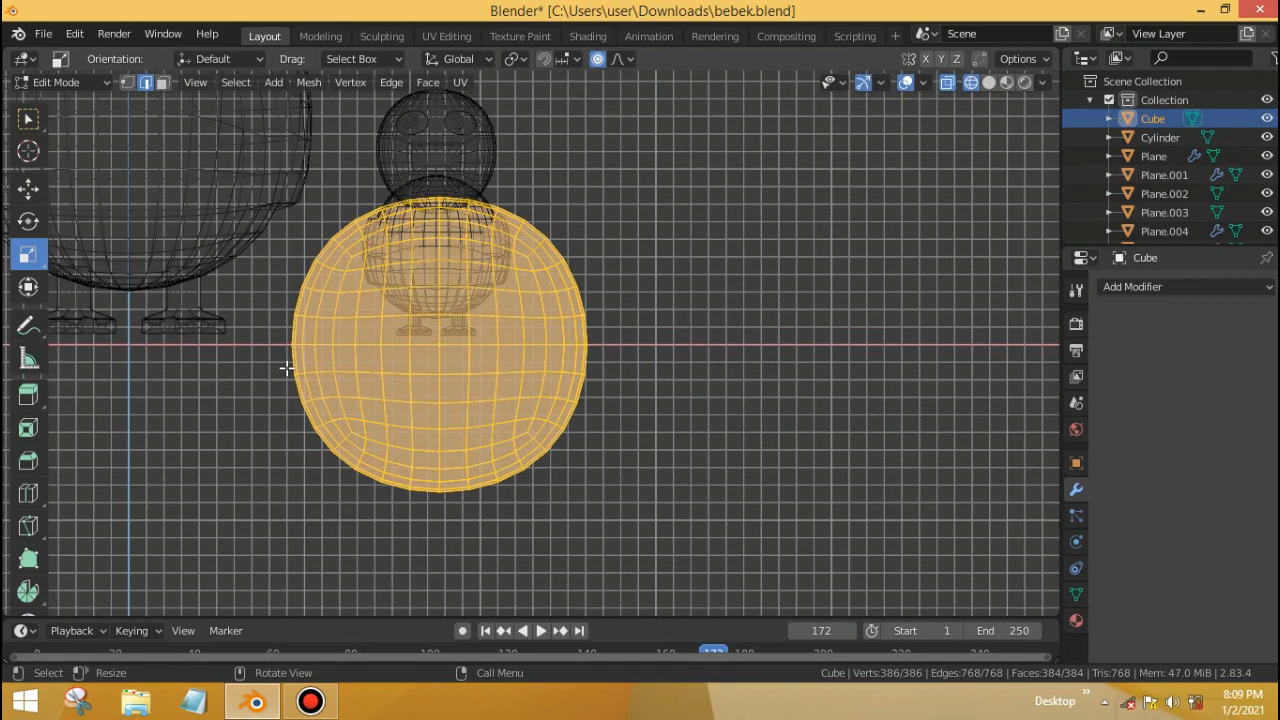 Blender* [C:\Users\user\Downloads\bebek.blend]
File Edit Render Window Help Layout Modeling Sculpting UV Editing Texture Paint Shading Animation Rendering Compositing Scripting + Scene View Layer
Orientation: Default Drag: Select Box Global X Y Z Options
Edit Mode View Select Add Mesh Vertex Edge Face UV
Scene Collection
Collection
Cube
Cylinder
Plane
Plane.001
Plane.002
Plane.003
Plane.004
Cube
Add Modifier
Playback Keying View Marker 172 Start 1 End 250
Select Resize Rotate View Call Menu Cube | Verts:386/386 | Edges:768/768 | Faces:384/384 | Tris:768 | Mem: 47.0 MiB | 2.83.4
Desktop
8:09 PM
1/2/2021